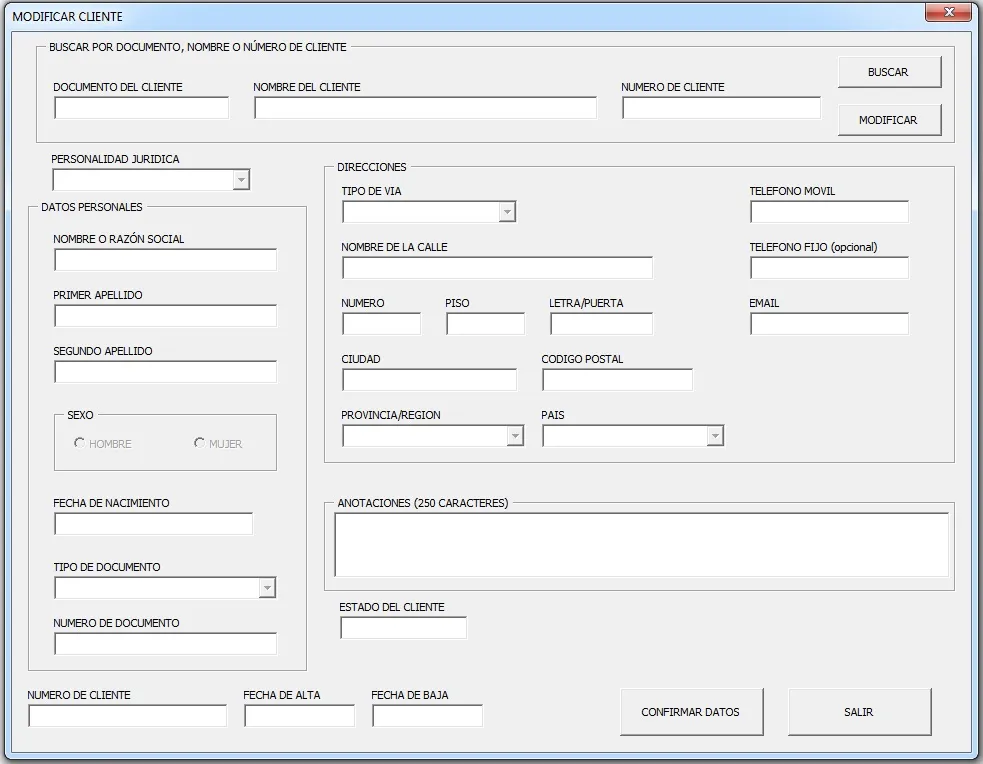 MODIFICAR CLIENTE
BUSCAR POR DOCUMENTO, NOMBRE O NÚMERO DE CLIENTE
DOCUMENTO DEL CLIENTE
NOMBRE DEL CLIENTE
NUMERO DE CLIENTE
BUSCAR
MODIFICAR
PERSONALIDAD JURIDICA
DATOS PERSONALES
NOMBRE O RAZÓN SOCIAL
PRIMER APELLIDO
SEGUNDO APELLIDO
SEXO
HOMBRE
MUJER
FECHA DE NACIMIENTO
TIPO DE DOCUMENTO
NUMERO DE DOCUMENTO
DIRECCIONES
TIPO DE VIA
TELEFONO MOVIL
NOMBRE DE LA CALLE
TELEFONO FIJO (opcional)
NUMERO
PISO
LETRA/PUERTA
EMAIL
CIUDAD
CODIGO POSTAL
PROVINCIA/REGION
PAIS
ANOTACIONES (250 CARACTERES)
ESTADO DEL CLIENTE
NUMERO DE CLIENTE
FECHA DE ALTA
FECHA DE BAJA
CONFIRMAR DATOS
SALIR